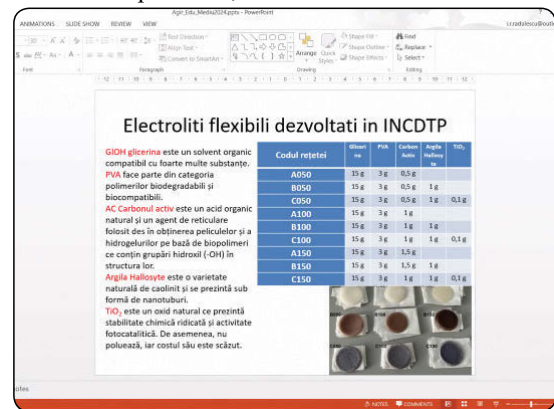 Agri_Edu_Media2024.pptx - PowerPoint
ANIMATIONS SLIDE SHOW REVIEW VIEW
i.r.radulescu@outlo
Text Direction
Align Text
Convert to SmartArt
Arrange Quick Styles
Shape Fill
Shape Outline
Shape Effects
Find
Replace
Select
Font Paragraph Drawing Editing
Electroliti flexibili dezvoltati in INCDTP
GlOH glicerina este un solvent organic
compatibil cu foarte multe substanțe.
PVA face parte din categoria
polimerilor biodegradabili și
biocompatibili.
AC Carbonul activ este un acid organic
natural și un agent de reticulare
folosit des în obținerea peliculelor și a
hidrogelurilor pe bază de biopolimeri
ce conțin grupări hidroxil (-OH) în
structura lor.
Argila Hallosyte este o varietate
naturală de caolinit și se prezintă sub
formă de nanotuburi.
TiO₂ este un oxid natural ce prezintă
stabilitate chimică ridicată și activitate
fotocatalitică. De asemenea, nu
poluează, iar costul său este scăzut.
Codul rețetei Gliceri na PVA Carbon Activ Argila Hallosy te TiO₂
A050 15 g 3 g 0,5 g
B050 15 g 3 g 0,5 g 1 g
C050 15 g 3 g 0,5 g 1 g 0,1 g
A100 15 g 3 g 1 g
B100 15 g 3 g 1 g 1 g
C100 15 g 3 g 1 g 1 g 0,1 g
A150 15 g 3 g 1,5 g
B150 15 g 3 g 1,5 g 1 g
C150 15 g 3 g 1 g 1 g 0,1 g
NOTES COMMENTS